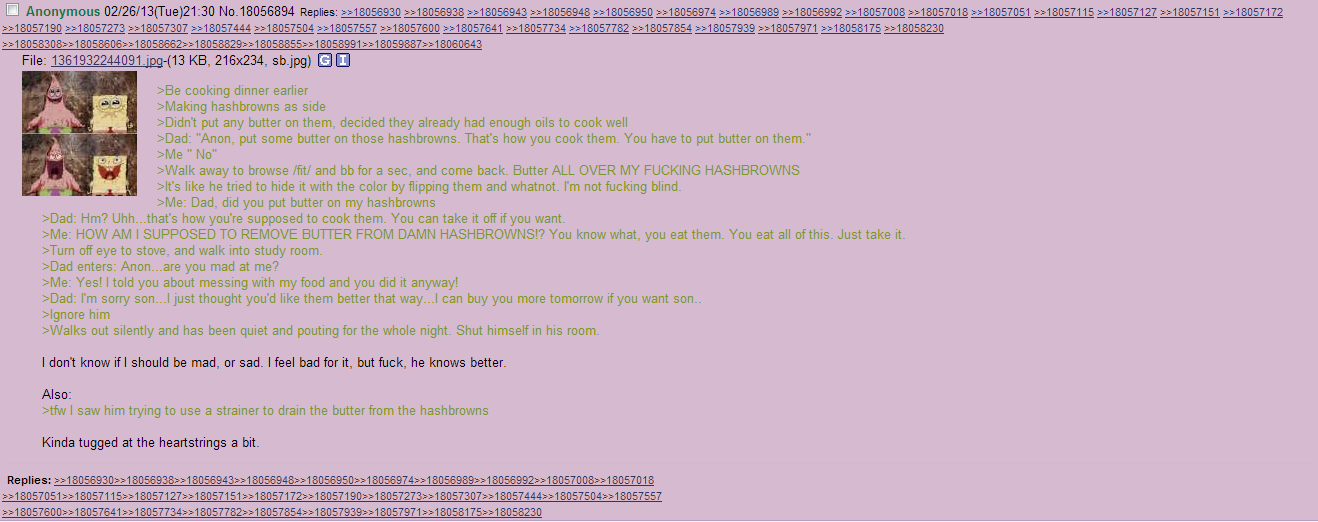 Anonymous 02/26/13(Tue)21:30 No.18056894 Replies: >>18056930 >>18056938 >>18056943 >>18056948 >>18056950 >>18056974 >>18056989 >>18056992 >>18057008 >>18057018 >>18057051 >>18057115 >>18057127 >>18057151 >>18057172
>>18057190 >>18057273 >>18057307 >>18057444 >>18057504 >>18057557 >>18057600 >>18057641 >>18057734 >>18057782 >>18057854 >>18057939 >>18057971 >>18058175 >>18058230
>>18058308>>18058606>>18058662>>18058829>>18058855>>18058991>>18059887>>18060643
File: 1361932244091.jpg-(13 KB, 216x234, sb.jpg) G I
>Be cooking dinner earlier
>Making hashbrowns as side
>Didn't put any butter on them, decided they already had enough oils to cook well
>Dad: "Anon, put some butter on those hashbrowns. That's how you cook them. You have to put butter on them."
>Me " No"
>Walk away to browse /fit/ and bb for a sec, and come back. Butter ALL OVER MY FUCKING HASHBROWNS
>It's like he tried to hide it with the color by flipping them and whatnot. I'm not fucking blind.
>Me: Dad, did you put butter on my hashbrowns
>Dad: Hm? Uhh...that's how you're supposed to cook them. You can take it off if you want.
>Me: HOW AM I SUPPOSED TO REMOVE BUTTER FROM DAMN HASHBROWNS!? You know what, you eat them. You eat all of this. Just take it.
>Turn off eye to stove, and walk into study room.
>Dad enters: Anon...are you mad at me?
>Me: Yes! I told you about messing with my food and you did it anyway!
>Dad: I'm sorry son...I just thought you'd like them better that way...I can buy you more tomorrow if you want son..
>Ignore him
>Walks out silently and has been quiet and pouting for the whole night. Shut himself in his room.
I don't know if I should be mad, or sad. I feel bad for it, but fuck, he knows better.
Also:
>tfw I saw him trying to use a strainer to drain the butter from the hashbrowns
Kinda tugged at the heartstrings a bit.
Replies: >>18056930>>18056938>>18056943>>18056948>>18056950>>18056974>>18056989>>18056992>>18057008>>18057018
>>18057051>>18057115>>18057127>>18057151>>18057172>>18057190>>18057273>>18057307>>18057444>>18057504>>18057557
>>18057600>>18057641>>18057734>>18057782>>18057854>>18057939>>18057971>>18058175>>18058230